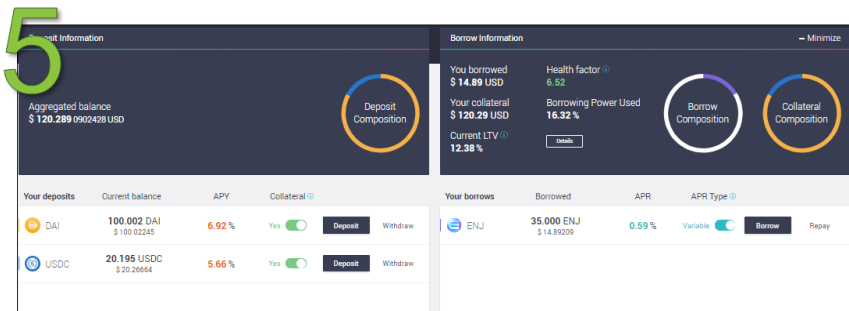 5
Deposit Information
Aggregated balance
$ 120.289 0902428 USD
Deposit
Composition
Borrow Information
– Minimize
You borrowed
$ 14.89 USD
Health factor
6.52
Your collateral
$ 120.29 USD
Borrowing Power Used
16.32 %
Current LTV
12.38 %
Details
Borrow
Composition
Collateral
Composition
Your deposits Current balance APY Collateral
DAI 100.002 DAI 6.92 % Yes Deposit Withdraw
$ 100.02245
USDC 20.195 USDC 5.66 % Yes Deposit Withdraw
$ 20.26664
Your borrows Borrowed APR APR Type
ENJ 35.000 ENJ 0.59 % Variable Borrow Repay
$ 14.89209